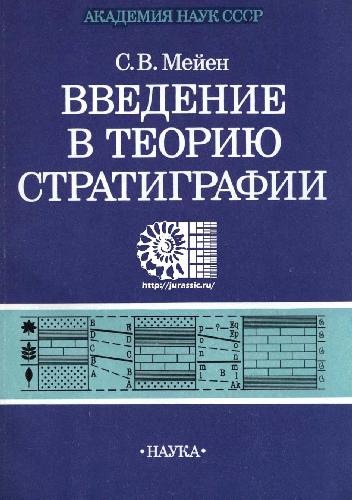 АКАДЕМИЯ НАУК СССР
С. В. Мейен
ВВЕДЕНИЕ
В ТЕОРИЮ
СТРАТИГРАФИИ
http://jurassic.ru/
·НАУКА·